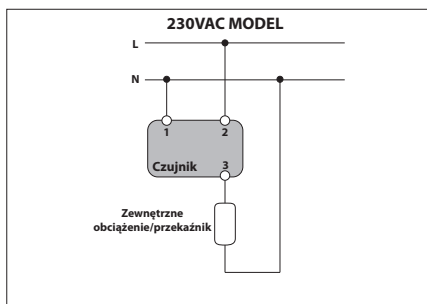 230VAC MODEL
L
N
1 2
Czujnik 3
Zewnętrzne
obciążenie/przekaźnik